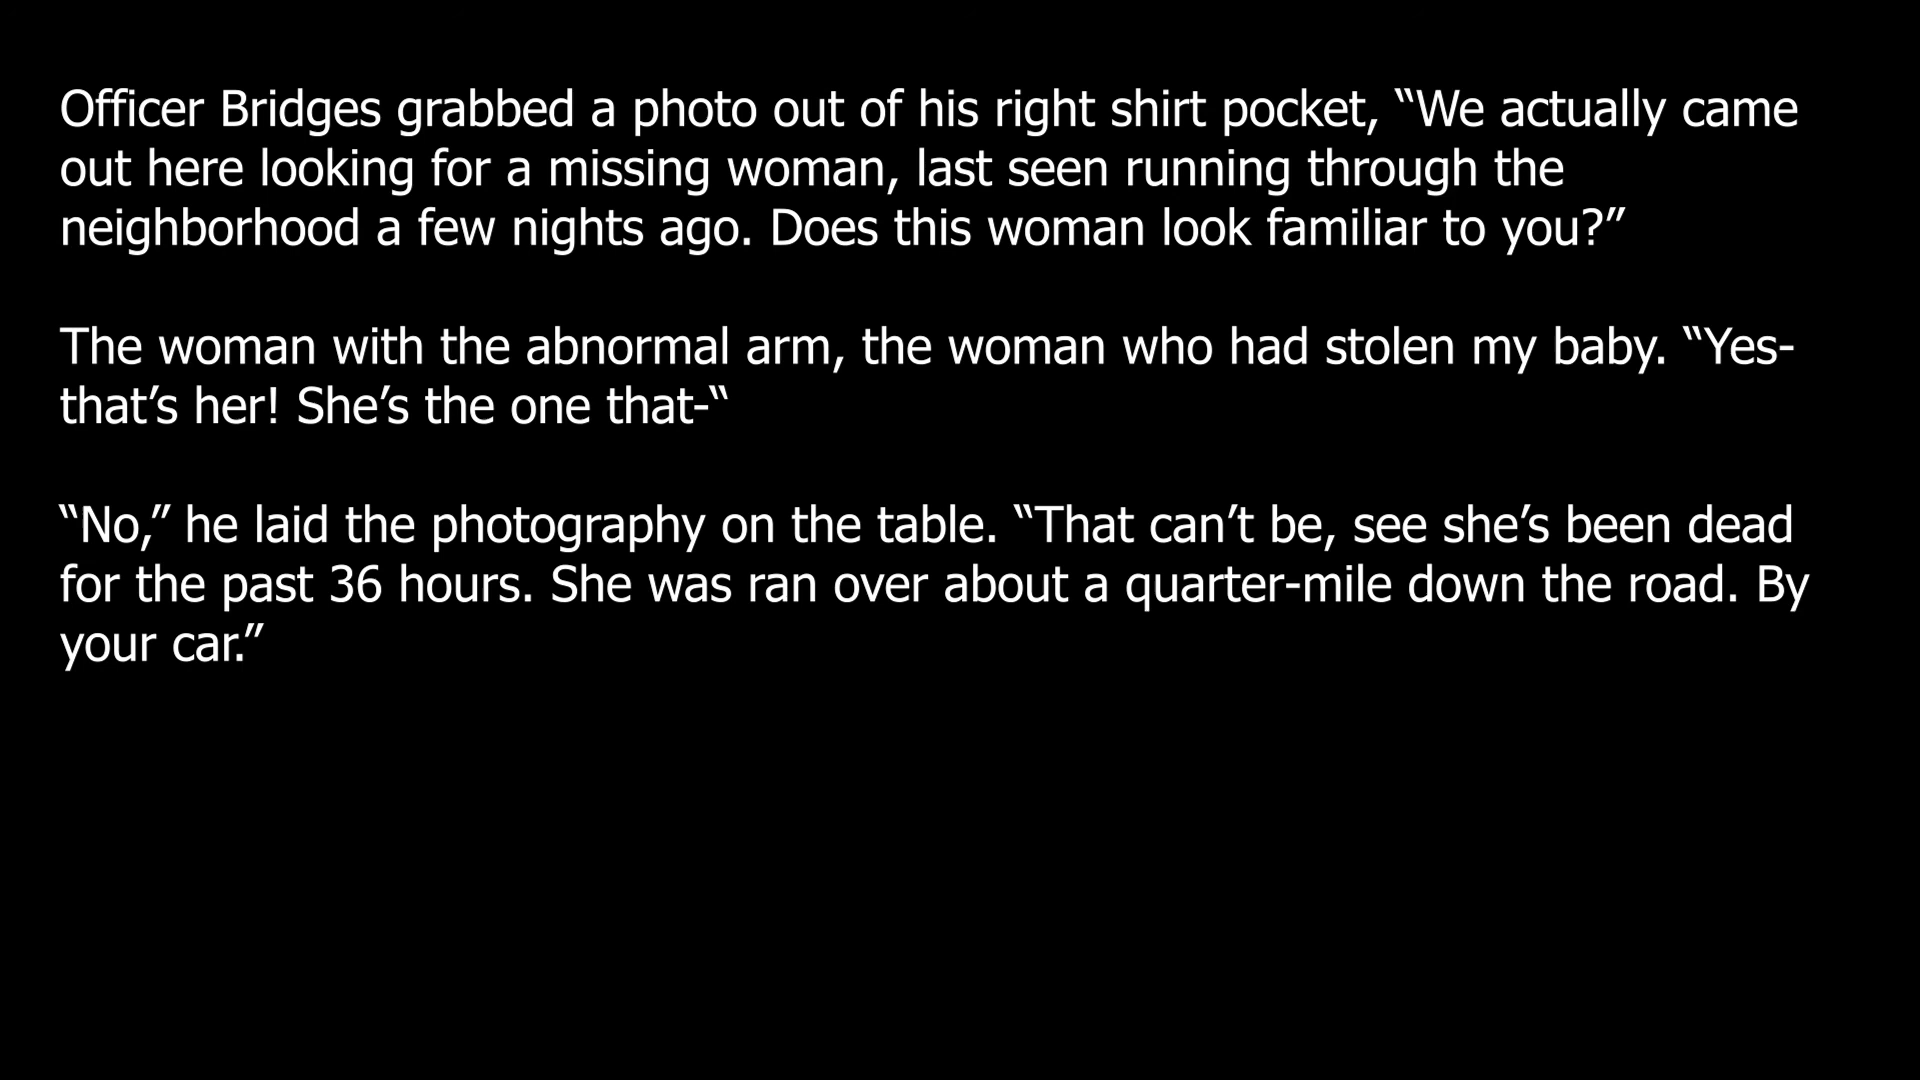 Officer Bridges grabbed a photo out of his right shirt pocket, “We actually came
out here looking for a missing woman, last seen running through the
neighborhood a few nights ago. Does this woman look familiar to you?”
The woman with the abnormal arm, the woman who had stolen my baby. “Yes-
that’s her! She’s the one that-“
“No,” he laid the photography on the table. “That can’t be, see she’s been dead
for the past 36 hours. She was ran over about a quarter-mile down the road. By
your car.”